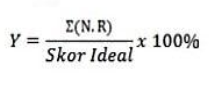 Y = Σ(N.R) / Skor Ideal x 100%